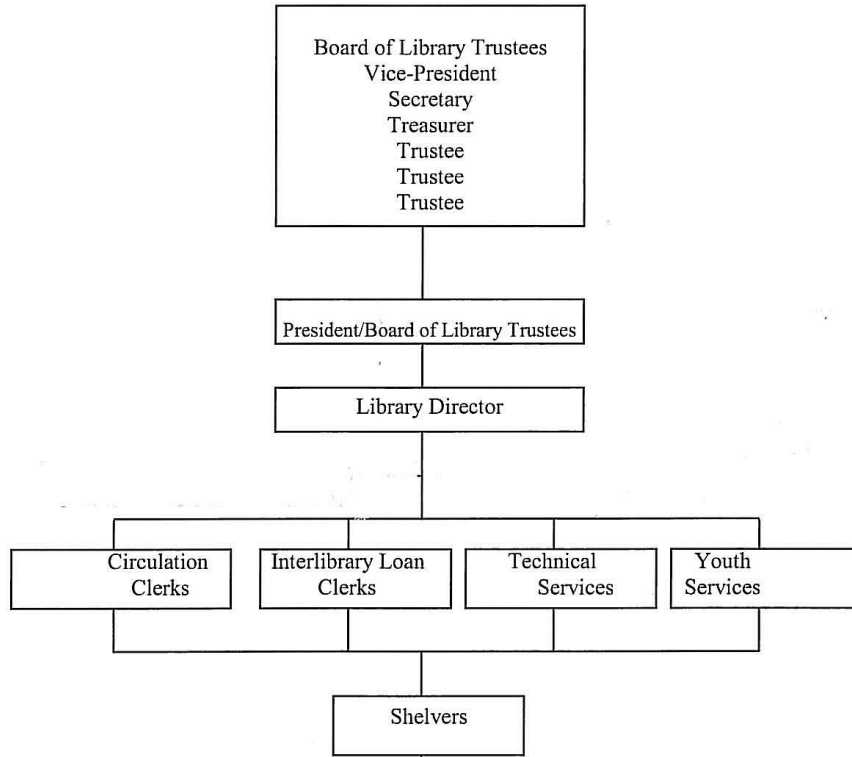 Board of Library Trustees
Vice-President
Secretary
Treasurer
Trustee
Trustee
Trustee
President/Board of Library Trustees
Library Director
Circulation
Clerks
Interlibrary Loan
Clerks
Technical
Services
Youth
Services
Shelvers